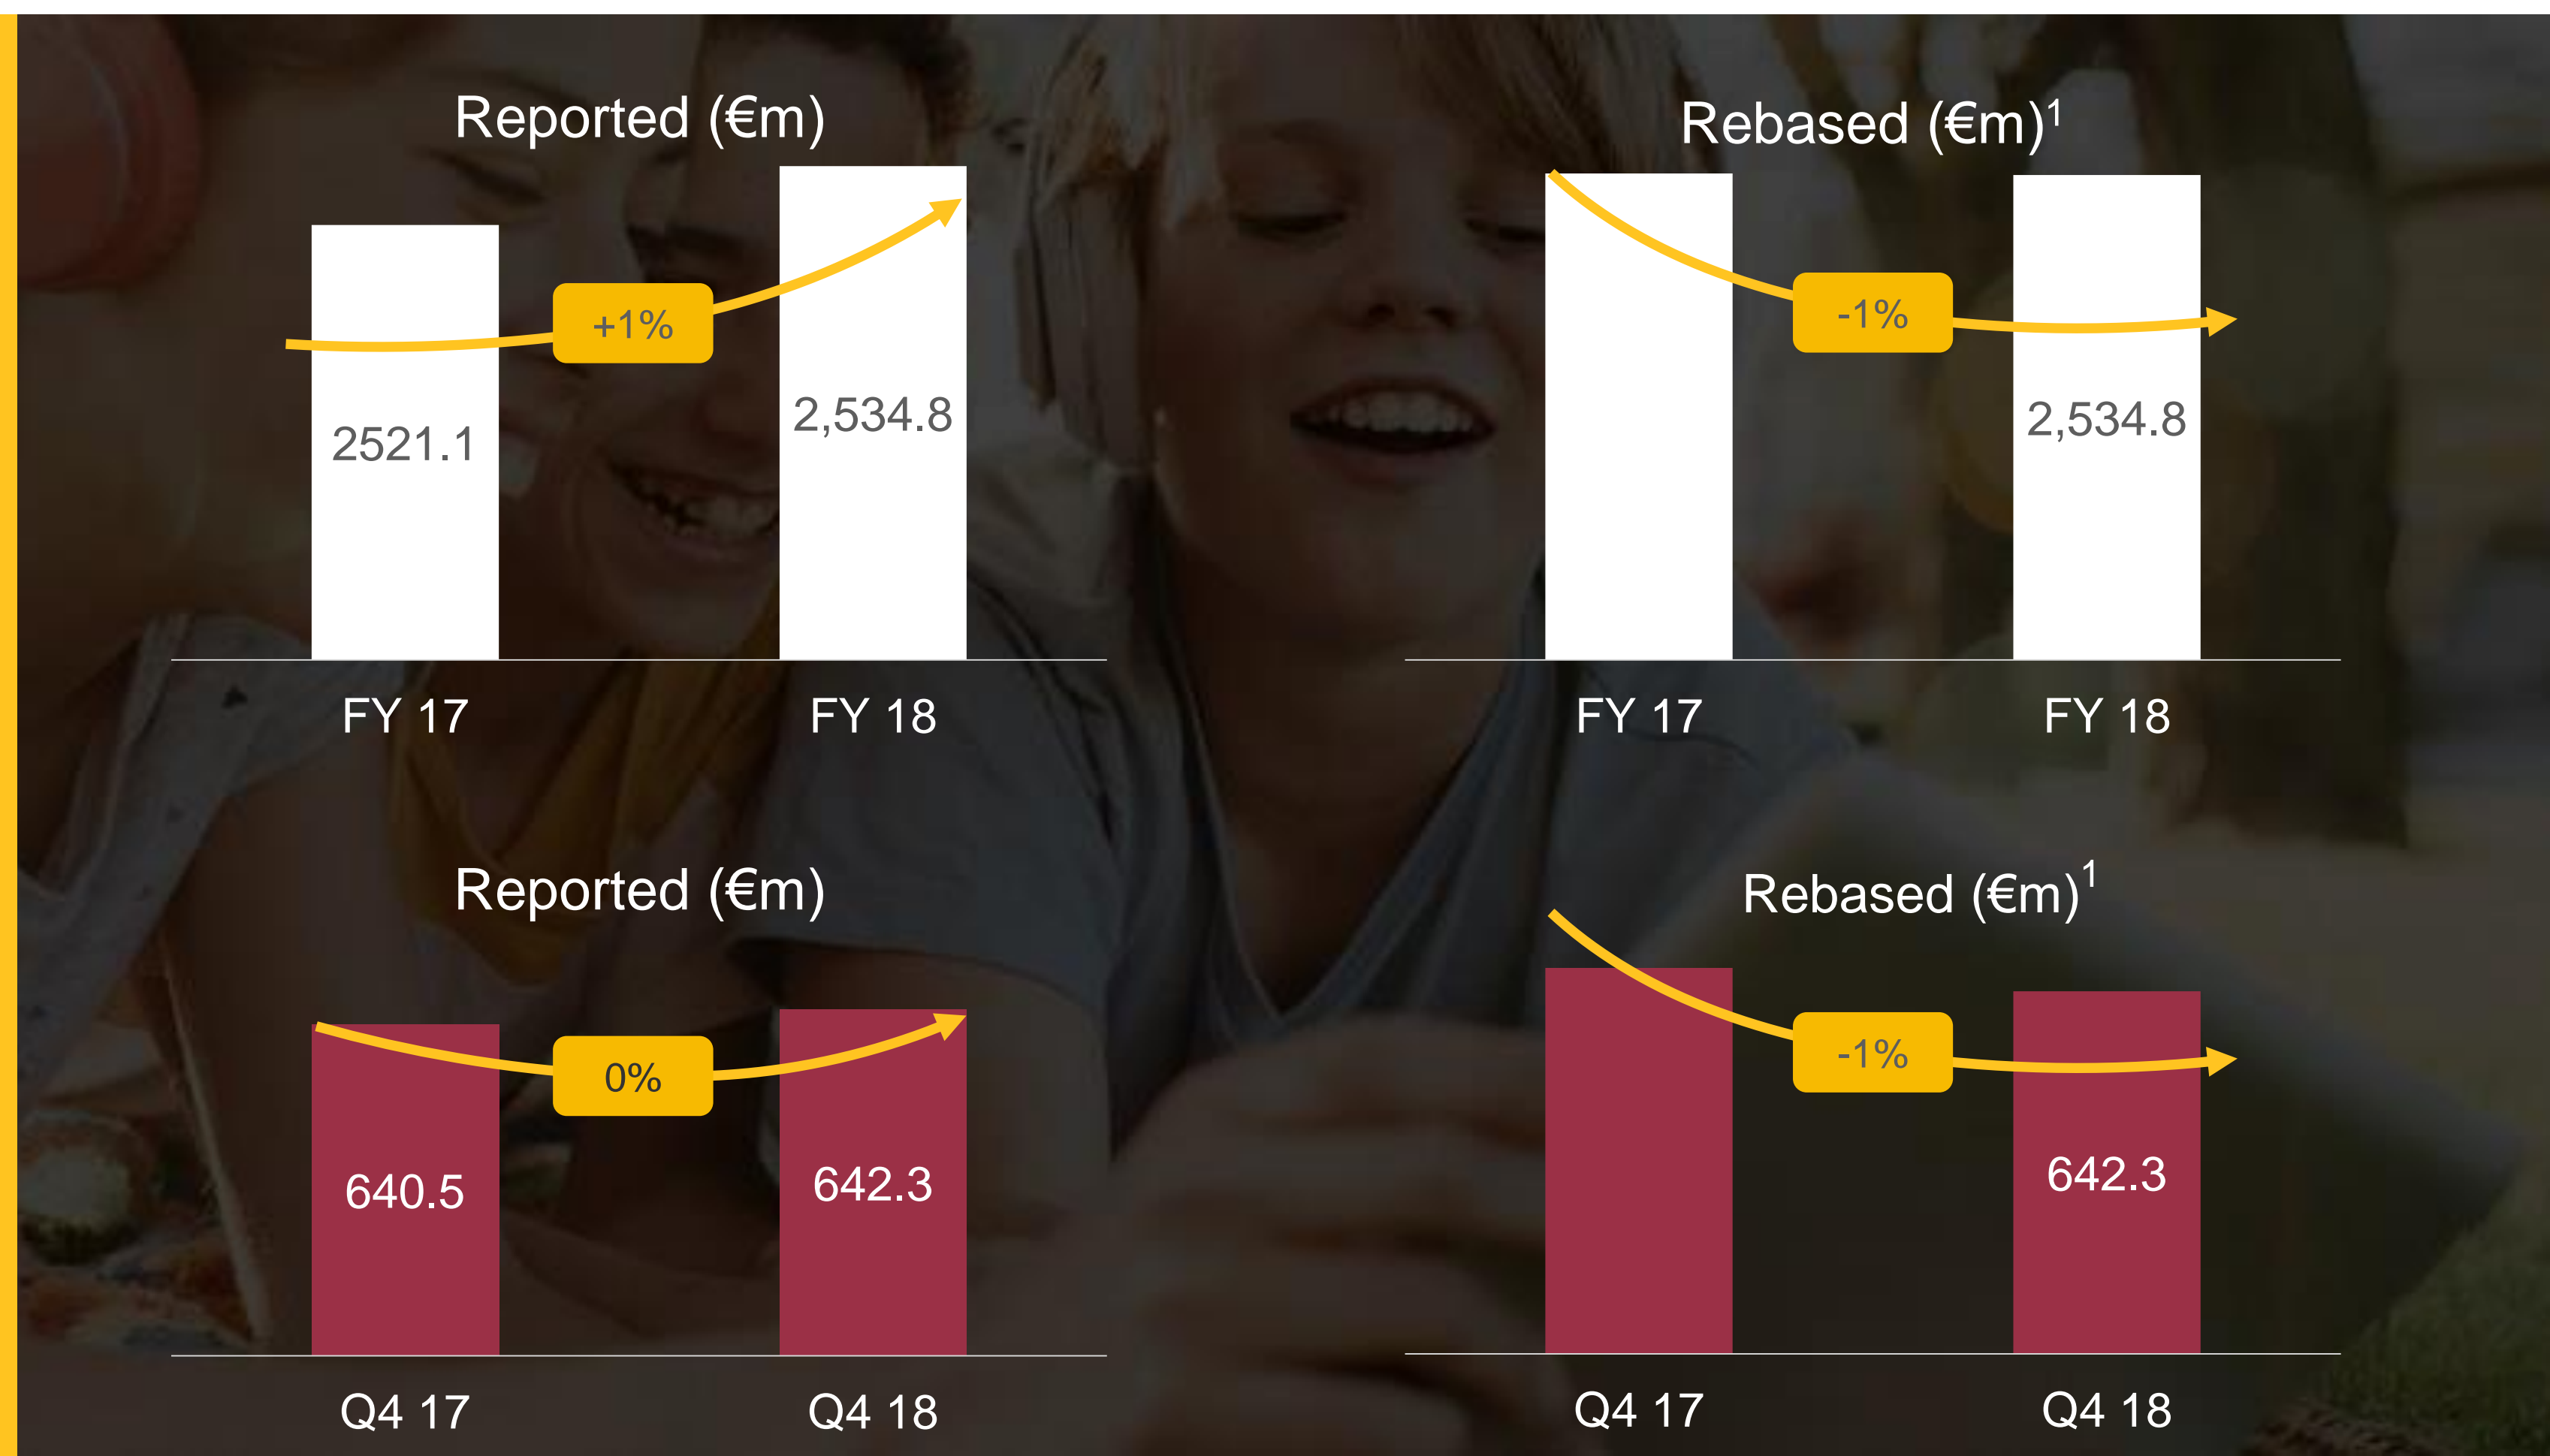 Reported (€m)
+1%
2521.1
2,534.8
FY 17
FY 18
Rebased (€m)¹
-1%
2,534.8
FY 17
FY 18
Reported (€m)
0%
640.5
642.3
Q4 17
Q4 18
Rebased (€m)¹
-1%
642.3
Q4 17
Q4 18